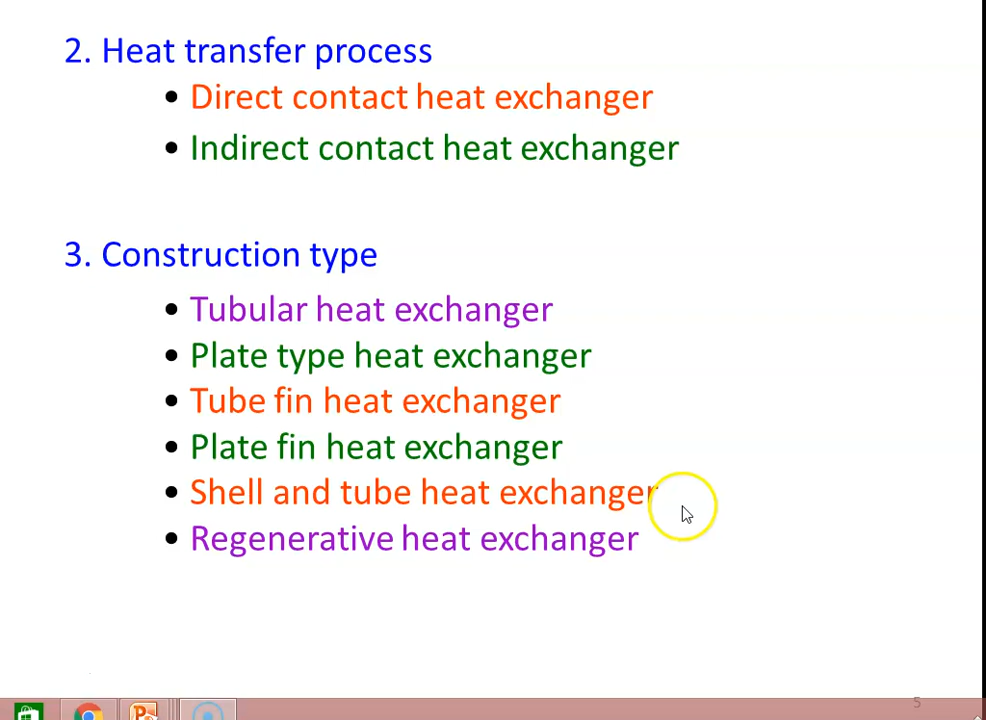 2. Heat transfer process
• Direct contact heat exchanger
• Indirect contact heat exchanger
3. Construction type
• Tubular heat exchanger
• Plate type heat exchanger
• Tube fin heat exchanger
• Plate fin heat exchanger
• Shell and tube heat exchanger
• Regenerative heat exchanger
5